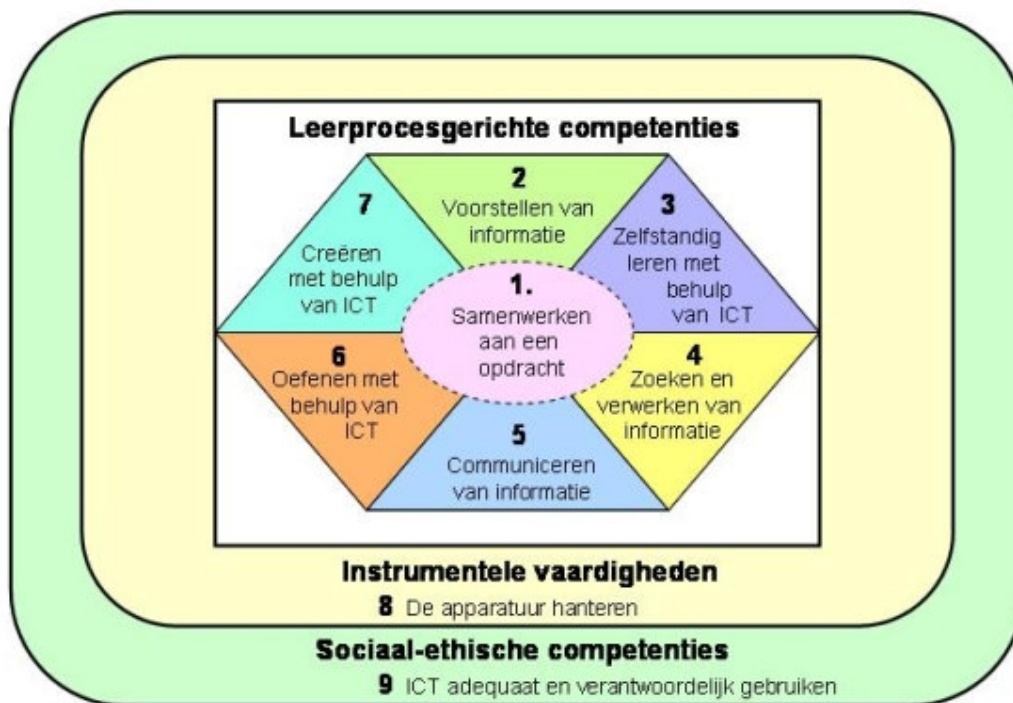 Leerprocesgerichte competenties
2
Voorstellen van
informatie
3
Zelfstandig
leren met
behulp
van ICT
7
Creëren
met behulp
van ICT
1.
Samenwerken
aan een
opdracht
6
Oefenen met
behulp van
ICT
4
Zoeken en
verwerken van
informatie
5
Communiceren
van informatie
Instrumentele vaardigheden
8 De apparatuur hanteren
Sociaal-ethische competenties
9 ICT adequaat en verantwoordelijk gebruiken